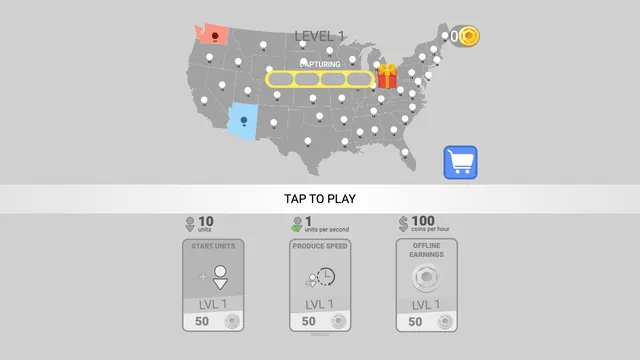 LEVEL 1
0
CAPTURING
TAP TO PLAY
10
units
1
units per second
100
coins per hour
START UNITS
+
LVL 1
50
PRODUCE SPEED
LVL 1
50
OFFLINE
EARNINGS
LVL 1
50